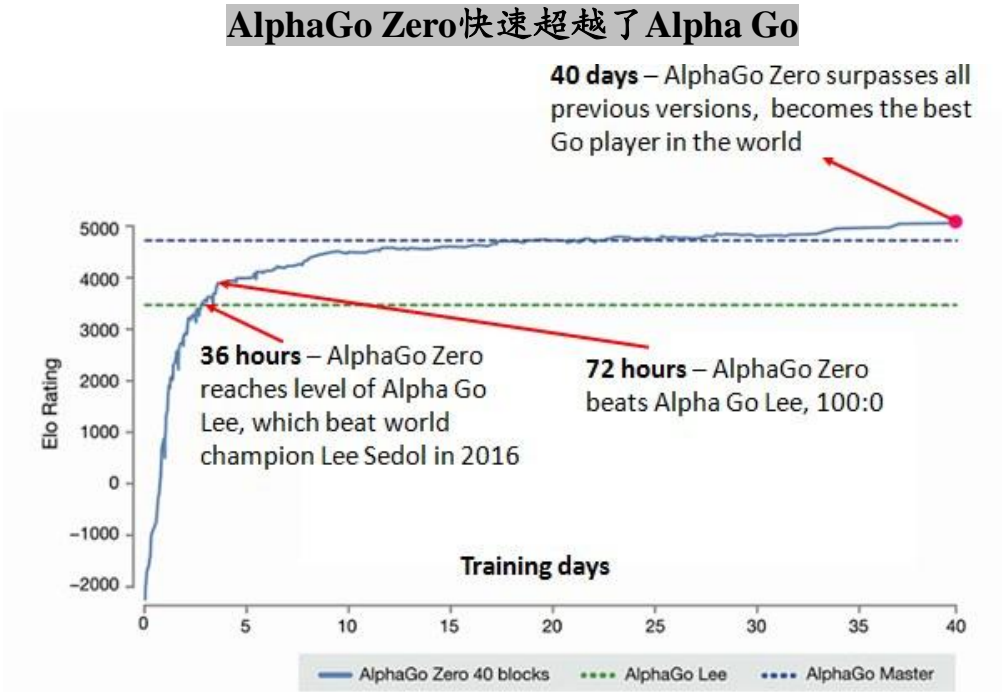 AlphaGo Zero快速超越了Alpha Go
40 days – AlphaGo Zero surpasses all
previous versions, becomes the best
Go player in the world
5000
4000
3000
2000
1000
0
−1000
−2000
Elo Rating
36 hours – AlphaGo Zero
reaches level of Alpha Go
Lee, which beat world
champion Lee Sedol in 2016
72 hours – AlphaGo Zero
beats Alpha Go Lee, 100:0
Training days
0 5 10 15 20 25 30 35 40
AlphaGo Zero 40 blocks AlphaGo Lee AlphaGo Master